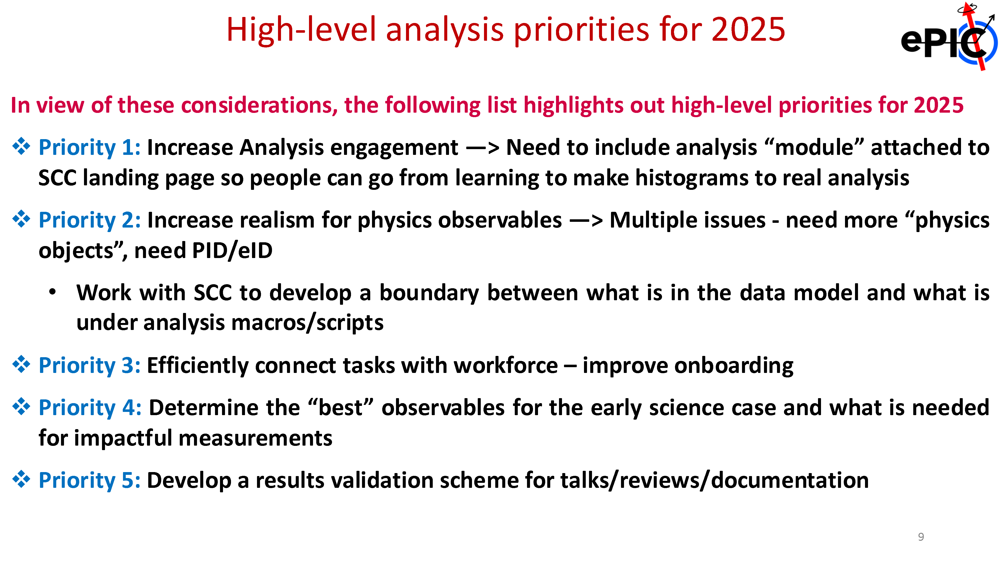 High-level analysis priorities for 2025
ePIC
In view of these considerations, the following list highlights out high-level priorities for 2025
❖ Priority 1: Increase Analysis engagement —> Need to include analysis “module” attached to
SCC landing page so people can go from learning to make histograms to real analysis
❖ Priority 2: Increase realism for physics observables —> Multiple issues - need more “physics
objects”, need PID/eID
• Work with SCC to develop a boundary between what is in the data model and what is
under analysis macros/scripts
❖ Priority 3: Efficiently connect tasks with workforce – improve onboarding
❖ Priority 4: Determine the “best” observables for the early science case and what is needed
for impactful measurements
❖ Priority 5: Develop a results validation scheme for talks/reviews/documentation
9